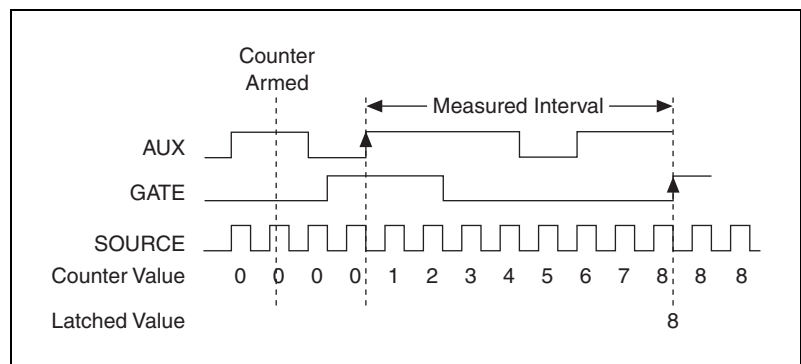 Counter
Armed
Measured Interval
AUX
GATE
SOURCE
Counter Value 0 0 0 0 1 2 3 4 5 6 7 8 8 8
Latched Value 8